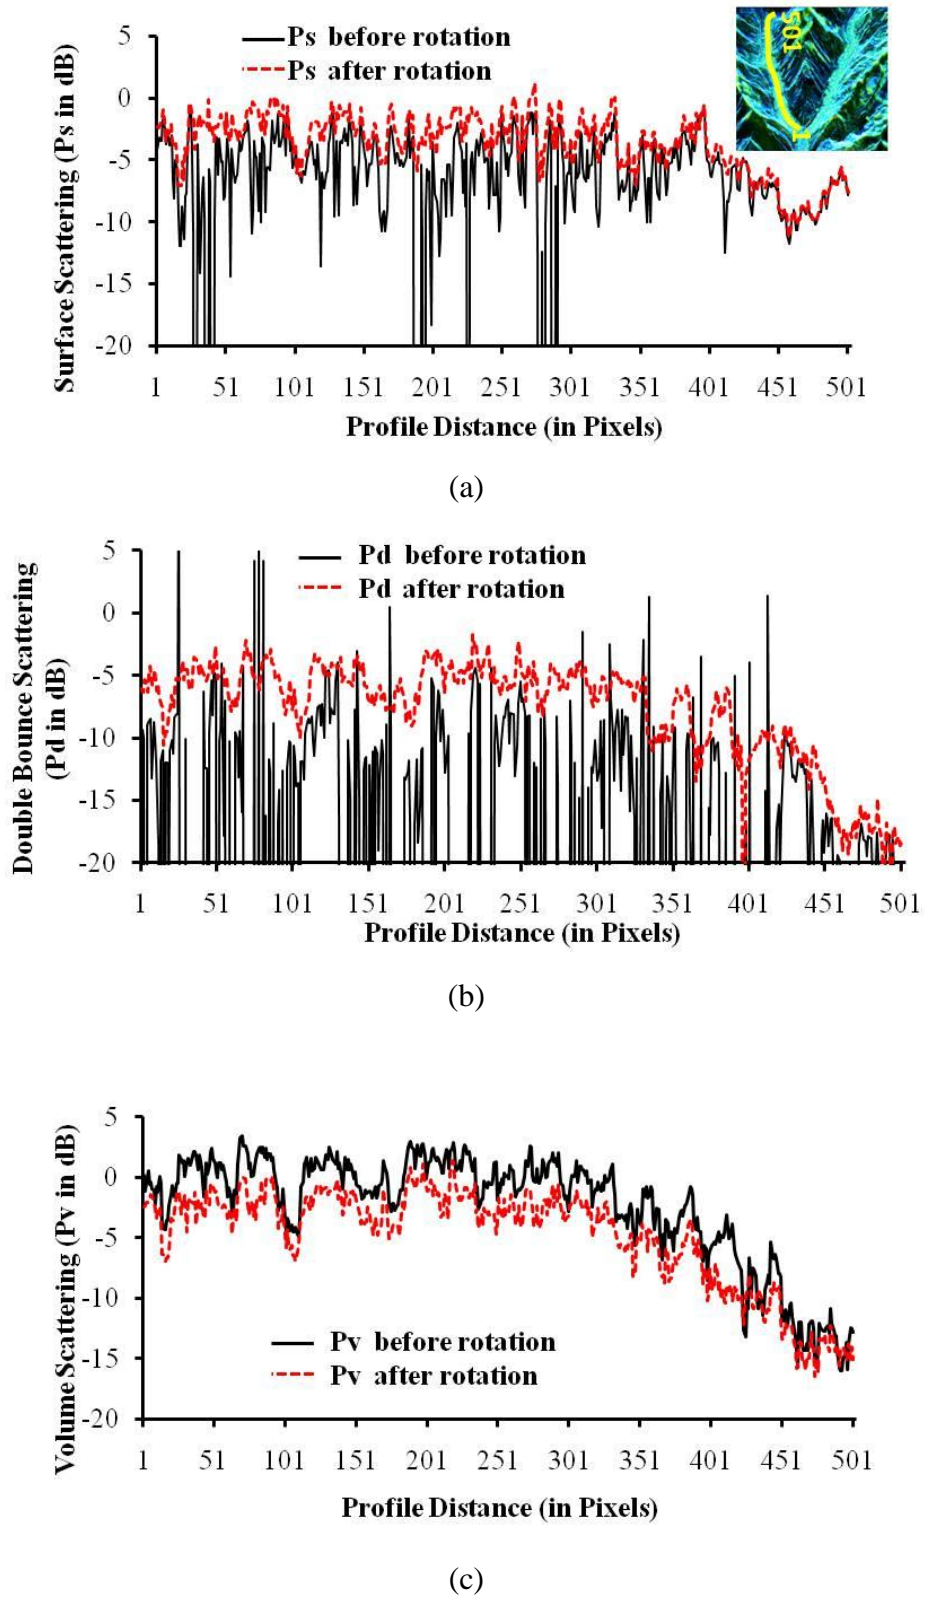 5
0
-5
-10
-15
-20
Surface Scattering (Ps in dB)
Ps before rotation
Ps after rotation
501
1
1 51 101 151 201 251 301 351 401 451 501
Profile Distance (in Pixels)
(a)
5
0
-5
-10
-15
-20
Double Bounce Scattering
(Pd in dB)
Pd before rotation
Pd after rotation
1 51 101 151 201 251 301 351 401 451 501
Profile Distance (in Pixels)
(b)
5
0
-5
-10
-15
-20
Volume Scattering (Pv in dB)
Pv before rotation
Pv after rotation
1 51 101 151 201 251 301 351 401 451 501
Profile Distance (in Pixels)
(c)